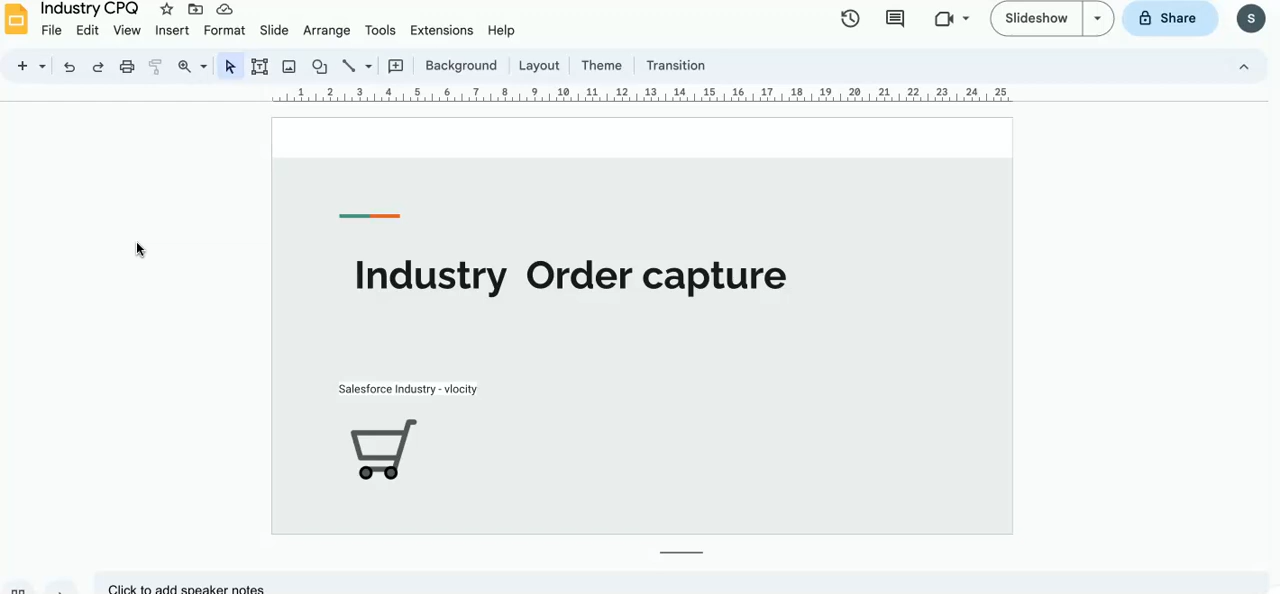 Industry CPQ
File Edit View Insert Format Slide Arrange Tools Extensions Help
Slideshow
Share
S
Background Layout Theme Transition
1 2 3 4 5 6 7 8 9 10 11 12 13 14 15 16 17 18 19 20 21 22 23 24 25
Industry Order capture
Salesforce Industry - vlocity
Click to add speaker notes